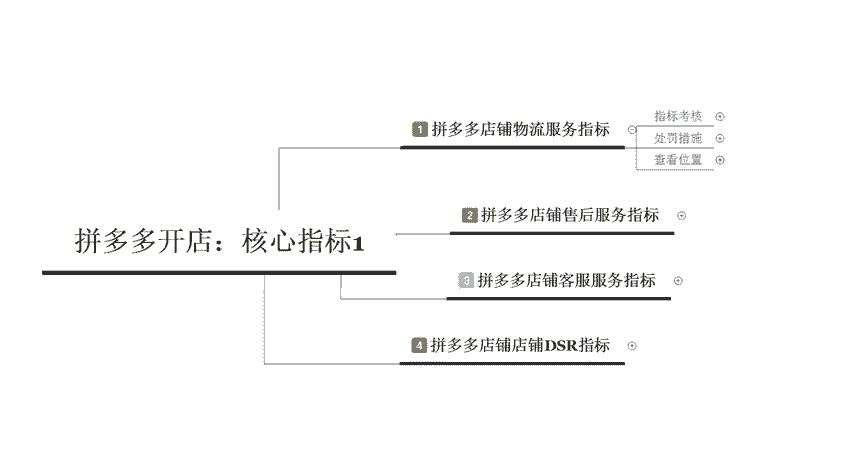 1 拼多多店铺物流服务指标
指标考核
处罚措施
查看位置
2 拼多多店铺售后服务指标
拼多多开店：核心指标1
3 拼多多店铺客服服务指标
4 拼多多店铺店铺DSR指标